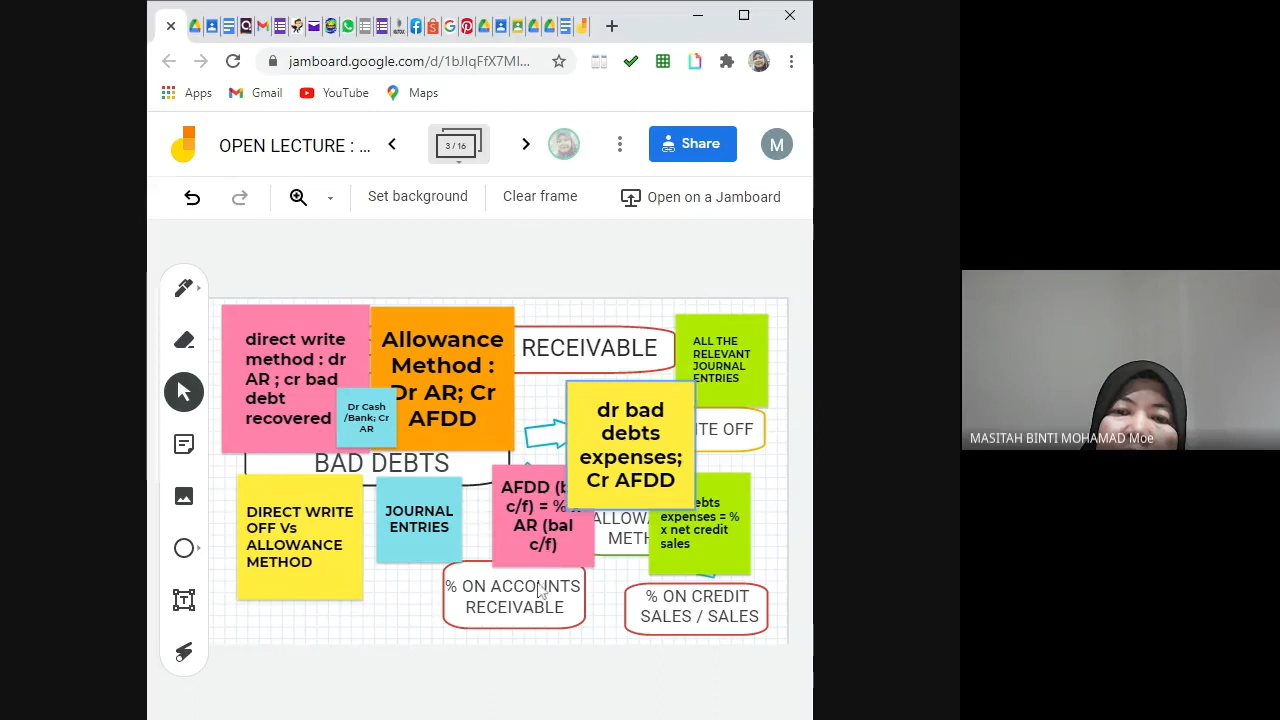 jamboard.google.com/d/1bJIqFfX7MI...
Apps
Gmail
YouTube
Maps
OPEN LECTURE : ...
3 / 16
Share
M
Set background
Clear frame
Open on a Jamboard
direct write
method : dr
AR ; cr bad
debt
recovered
Allowance
Method :
Dr AR; Cr
AFDD
Dr Cash
/Bank; Cr
AR
RECEIVABLE
ALL THE
RELEVANT
JOURNAL
ENTRIES
dr bad
debts
expenses;
Cr AFDD
OFF
BAD DEBTS
DIRECT WRITE
OFF Vs
ALLOWANCE
METHOD
JOURNAL
ENTRIES
AFDD
c/f) = %
AR (bal
c/f)
expenses = %
x net credit
sales
% ON ACCOUNTS
RECEIVABLE
% ON CREDIT
SALES / SALES
MASITAH BINTI MOHAMAD Moe